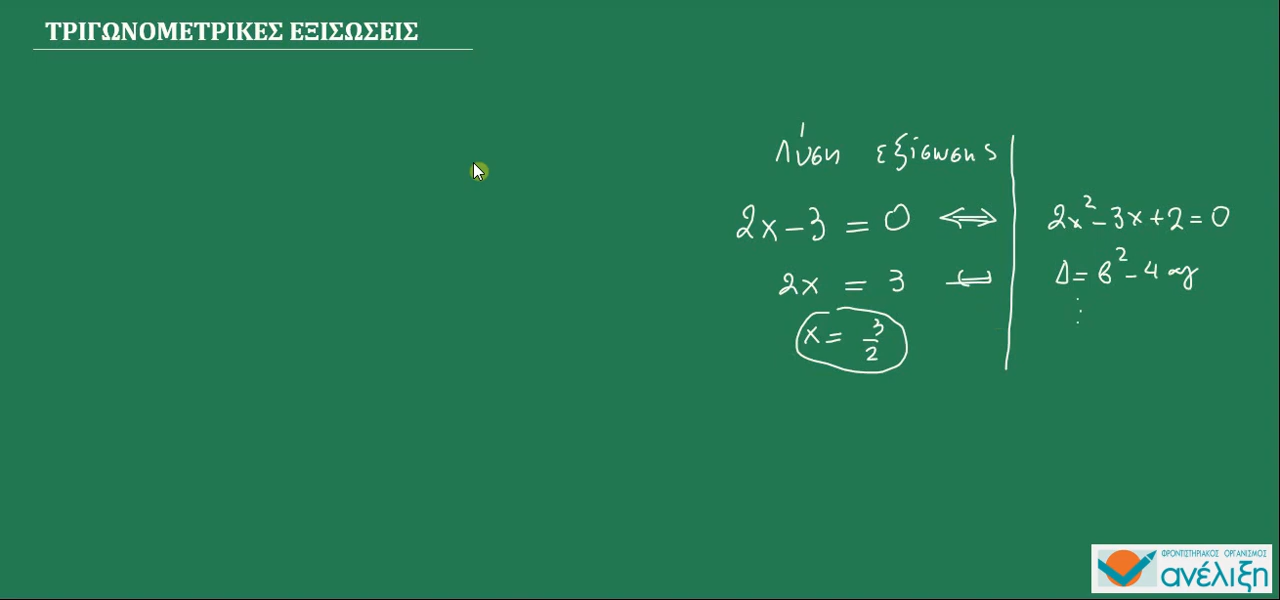 ΤΡΙΓΩΝΟΜΕΤΡΙΚΕΣ ΕΞΙΣΩΣΕΙΣ
Λύση εξίσωσης
2x - 3 = 0 ⟺
2x = 3 ⟺
x = 3/2
2x² - 3x + 2 = 0
Δ = β² - 4αγ
⋮
ΦΡΟΝΤΙΣΤΗΡΙΑΚΟΣ ΟΡΓΑΝΙΣΜΟΣ
ανέλιξη